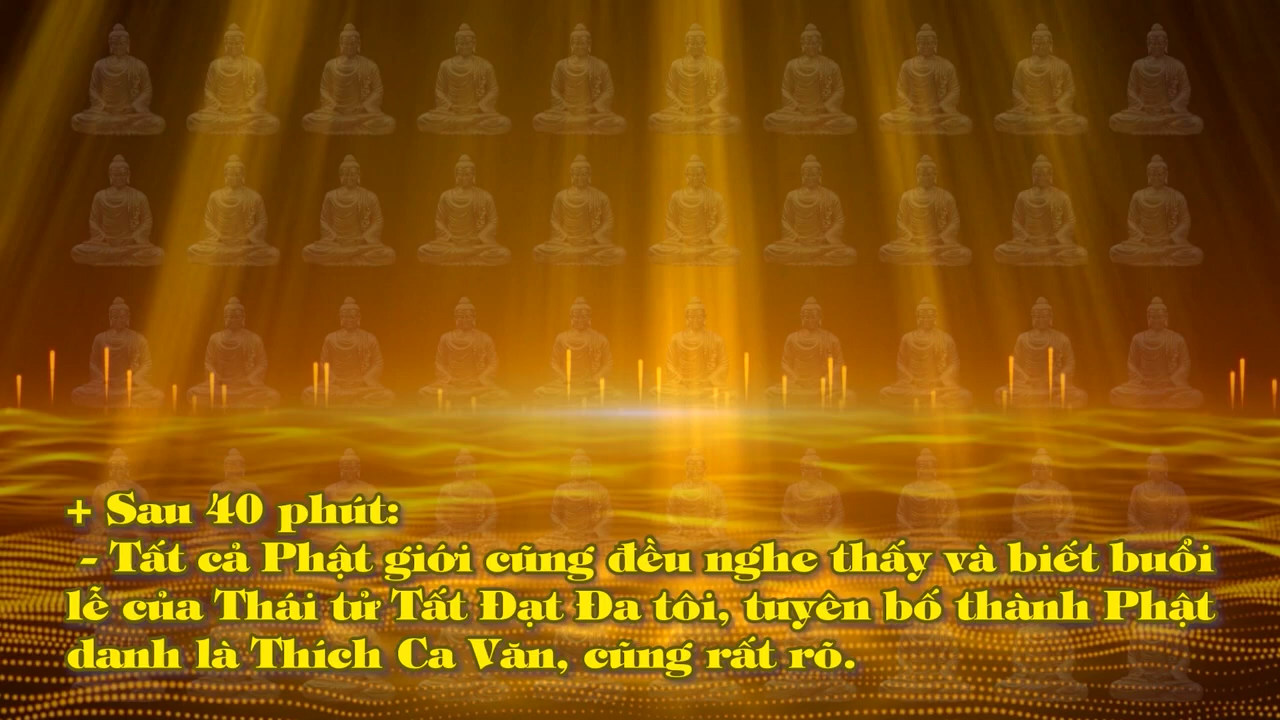 + Sau 40 phút:
- Tất cả Phật giới cũng đều nghe thấy và biết buổi
lễ của Thái tử Tất Đạt Đa tôi, tuyên bố thành Phật
danh là Thích Ca Văn, cũng rất rõ.